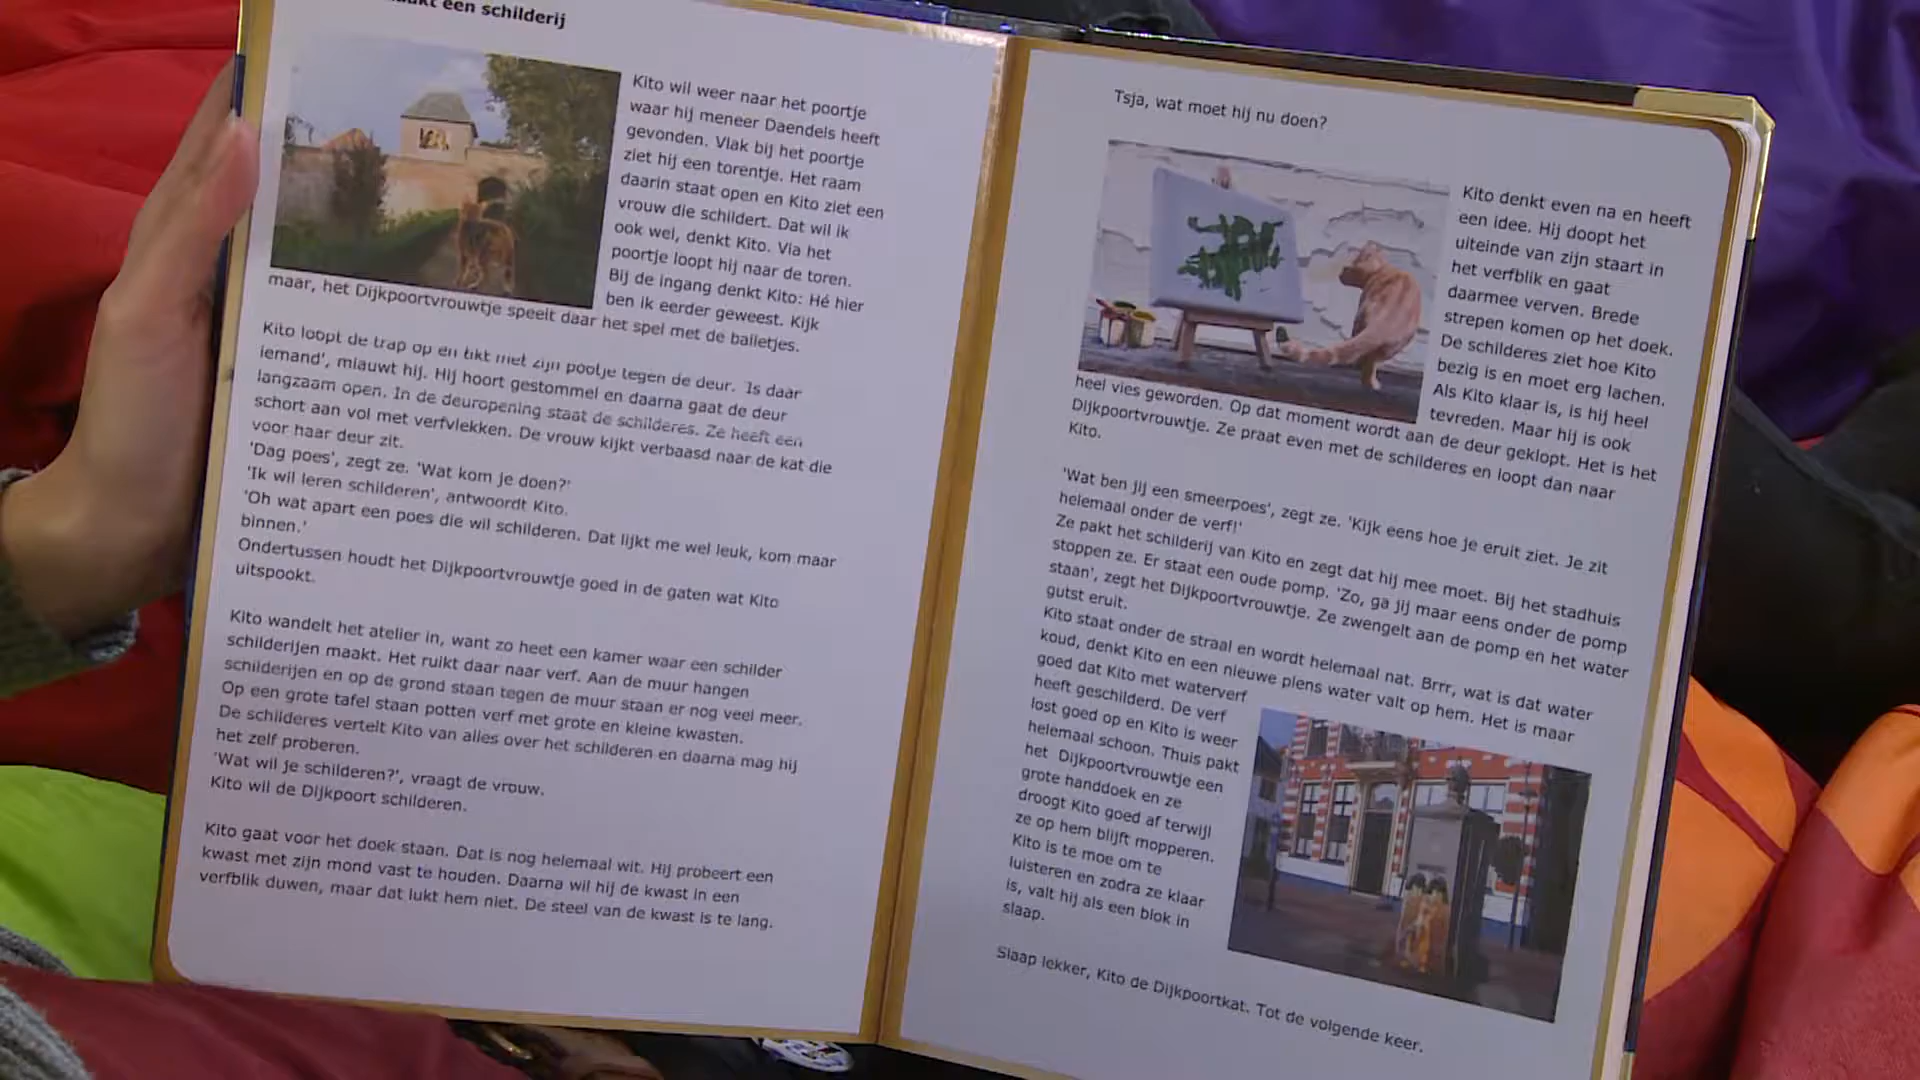 een schilderij
Kito wil weer naar het poortje
waar hij meneer Daendels heeft
gevonden. Vlak bij het poortje
ziet hij een torentje. Het raam
daarin staat open en Kito ziet een
vrouw die schildert. Dat wil ik
ook wel, denkt Kito. Via het
poortje loopt hij naar de toren.
Bij de ingang denkt Kito: Hé hier
ben ik eerder geweest. Kijk
maar, het Dijkpoortvrouwtje speelt daar het spel met de balletjes.
Kito loopt de trap op en tikt met zijn pootje tegen de deur. 'Is daar
iemand', miauwt hij. Hij hoort gestommel en daarna gaat de deur
langzaam open. In de deuropening staat de schilderes. Ze heeft een
schort aan vol met verfvlekken. De vrouw kijkt verbaasd naar de kat die
voor haar deur zit.
'Dag poes', zegt ze. 'Wat kom je doen?'
'Ik wil leren schilderen', antwoordt Kito.
'Oh wat apart een poes die wil schilderen. Dat lijkt me wel leuk, kom maar
binnen.'
Ondertussen houdt het Dijkpoortvrouwtje goed in de gaten wat Kito
uitspookt.
Kito wandelt het atelier in, want zo heet een kamer waar een schilder
schilderijen maakt. Het ruikt daar naar verf. Aan de muur hangen
schilderijen en op de grond staan tegen de muur staan er nog veel meer.
Op een grote tafel staan potten verf met grote en kleine kwasten.
De schilderes vertelt Kito van alles over het schilderen en daarna mag hij
het zelf proberen.
'Wat wil je schilderen?', vraagt de vrouw.
Kito wil de Dijkpoort schilderen.
Kito gaat voor het doek staan. Dat is nog helemaal wit. Hij probeert een
kwast met zijn mond vast te houden. Daarna wil hij de kwast in een
verfblik duwen, maar dat lukt hem niet. De steel van de kwast is te lang.
Tsja, wat moet hij nu doen?
Kito denkt even na en heeft
een idee. Hij doopt het
uiteinde van zijn staart in
het verfblik en gaat
daarmee verven. Brede
strepen komen op het doek.
De schilderes ziet hoe Kito
bezig is en moet erg lachen.
Als Kito klaar is, is hij heel
tevreden. Maar hij is ook
heel vies geworden. Op dat moment wordt aan de deur geklopt. Het is het
Dijkpoortvrouwtje. Ze praat even met de schilderes en loopt dan naar
Kito.
'Wat ben jij een smeerpoes', zegt ze. 'Kijk eens hoe je eruit ziet. Je zit
helemaal onder de verf!'
Ze pakt het schilderij van Kito en zegt dat hij mee moet. Bij het stadhuis
stoppen ze. Er staat een oude pomp. 'Zo, ga jij maar eens onder de pomp
staan', zegt het Dijkpoortvrouwtje. Ze zwengelt aan de pomp en het water
gutst eruit.
Kito staat onder de straal en wordt helemaal nat. Brrr, wat is dat water
koud, denkt Kito en een nieuwe plens water valt op hem. Het is maar
goed dat Kito met waterverf
heeft geschilderd. De verf
lost goed op en Kito is weer
helemaal schoon. Thuis pakt
het Dijkpoortvrouwtje een
grote handdoek en ze
droogt Kito goed af terwijl
ze op hem blijft mopperen.
Kito is te moe om te
luisteren en zodra ze klaar
is, valt hij als een blok in
slaap.
Slaap lekker, Kito de Dijkpoortkat. Tot de volgende keer.